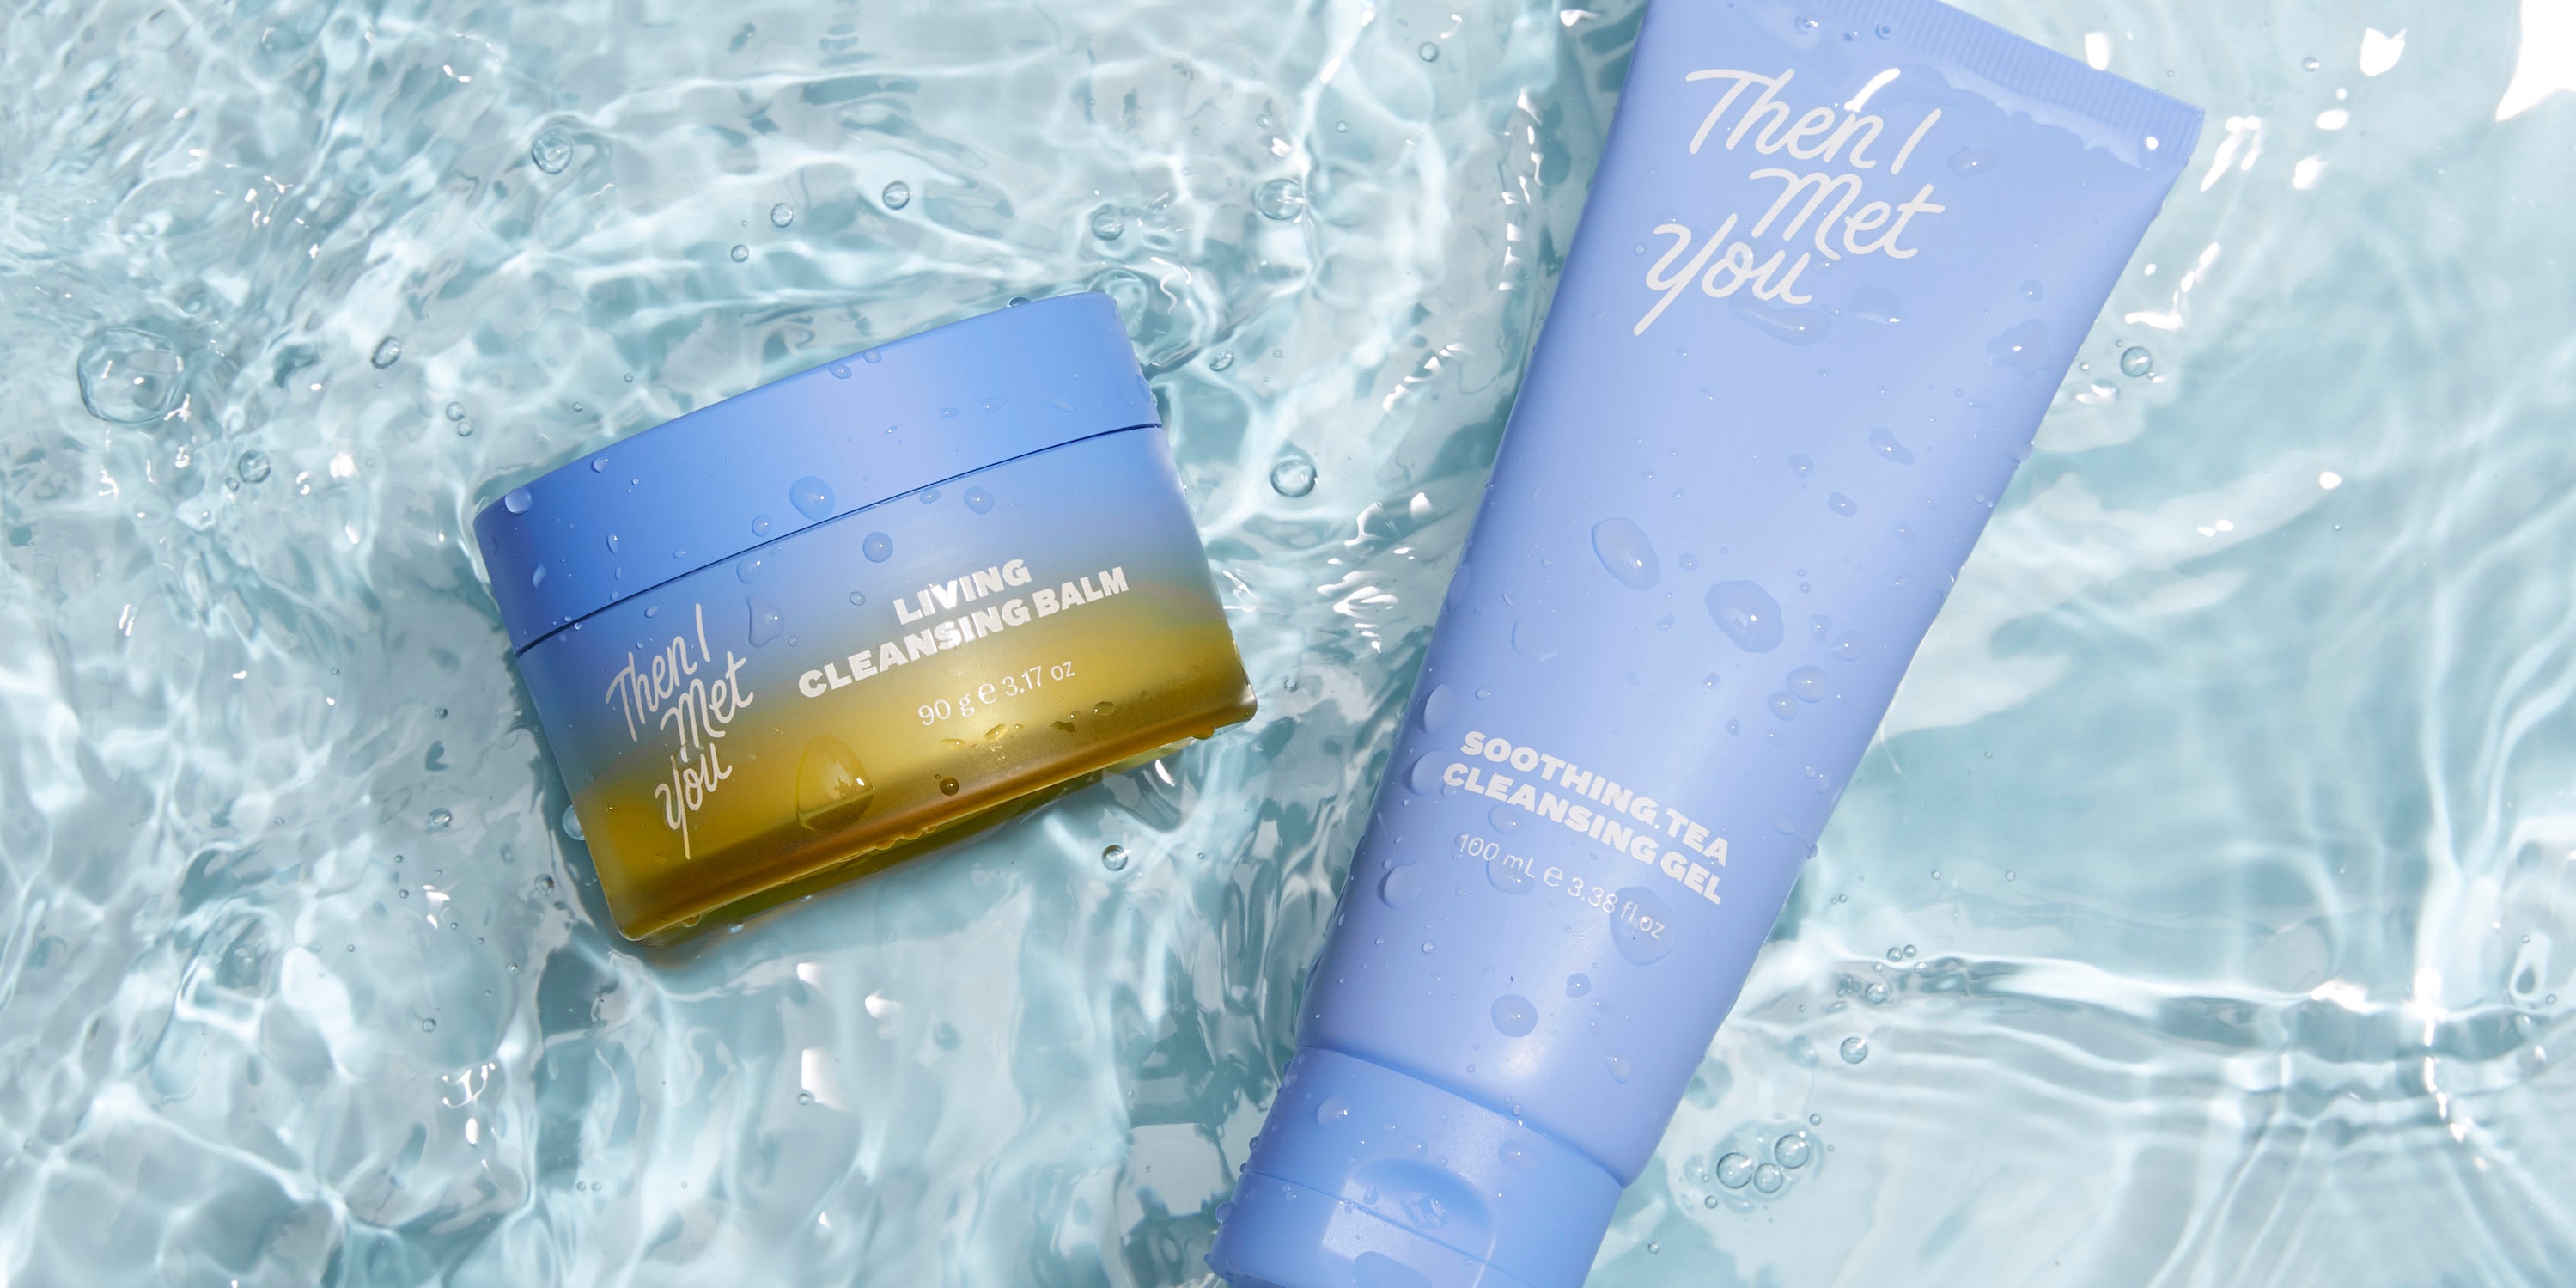 Then I
Met
You
LIVING
CLEANSING BALM
90 g e 3.17 oz
Then I
Met
You
SOOTHING TEA
CLEANSING GEL
100 mL e 3.38 fl oz